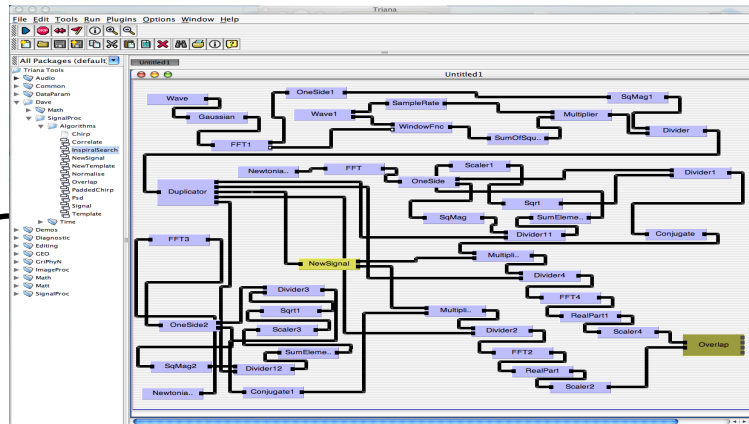 Triana
File Edit Tools Run Plugins Options Window Help
All Packages (default)
Triana Tools
Audio
Common
DataParam
Dave
Math
SignalProc
Algorithms
Chirp
Correlate
InspiralSearch
NewSignal
NewTemplate
Normalise
Overlap
PaddedChirp
Psd
Signal
Template
Time
Demos
Diagnostic
Editing
GEO
GriPhyN
ImageProc
Math
Matt
SignalProc
Untitled1
Untitled1
Wave
OneSide1
SqMag1
Gaussian
Wave1
SampleRate
Multiplier
WindowFnc
Divider
FFT1
SumOfSqu..
Newtonia..
FFT
Scaler1
Divider1
OneSide
Duplicator
Sqrt
SqMag
SumEleme..
Divider11
Conjugate
FFT3
NewSignal
Multipli..
Divider4
Divider3
FFT4
Sqrt1
Multipli..
RealPart1
OneSide2
Scaler3
Divider2
Scaler4
Overlap
SumEleme..
FFT2
SqMag2
Divider12
RealPart
Newtonia..
Conjugate1
Scaler2